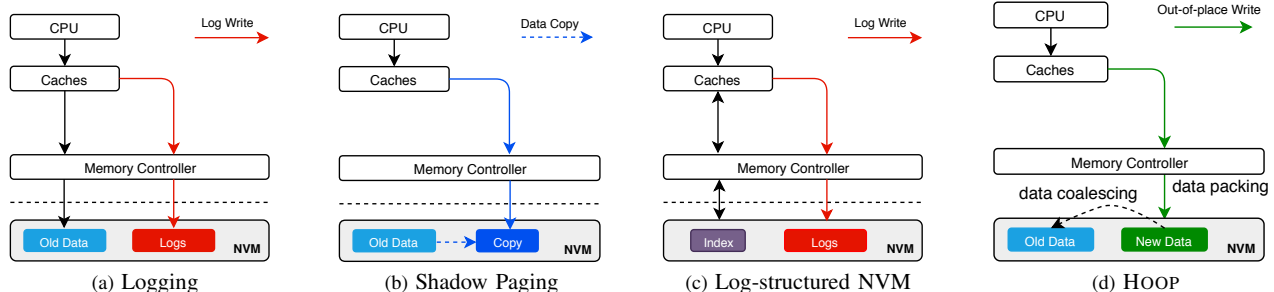 CPU
Log Write
Caches
Memory Controller
Old Data
Logs
NVM
(a) Logging
CPU
Data Copy
Caches
Memory Controller
Old Data
Copy
NVM
(b) Shadow Paging
CPU
Log Write
Caches
Memory Controller
Index
Logs
NVM
(c) Log-structured NVM
Out-of-place Write
CPU
Caches
Memory Controller
data packing
data coalescing
Old Data
New Data
NVM
(d) HOOP